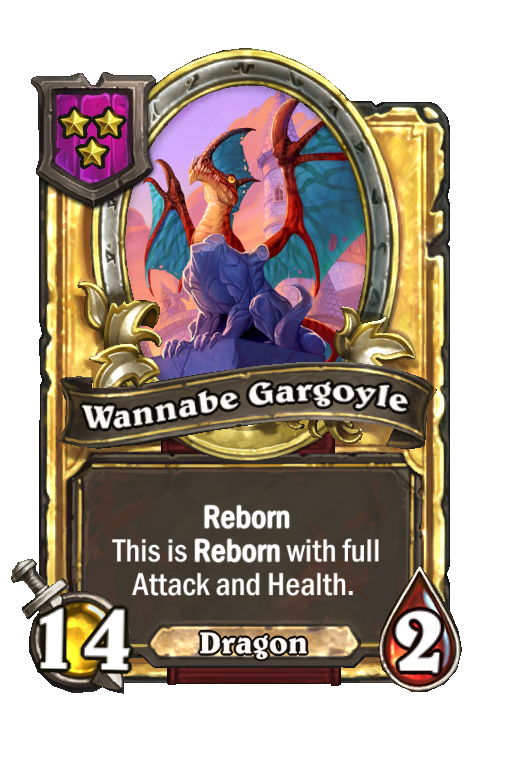 Wannabe Gargoyle
Reborn
This is Reborn with full
Attack and Health.
14
Dragon
2